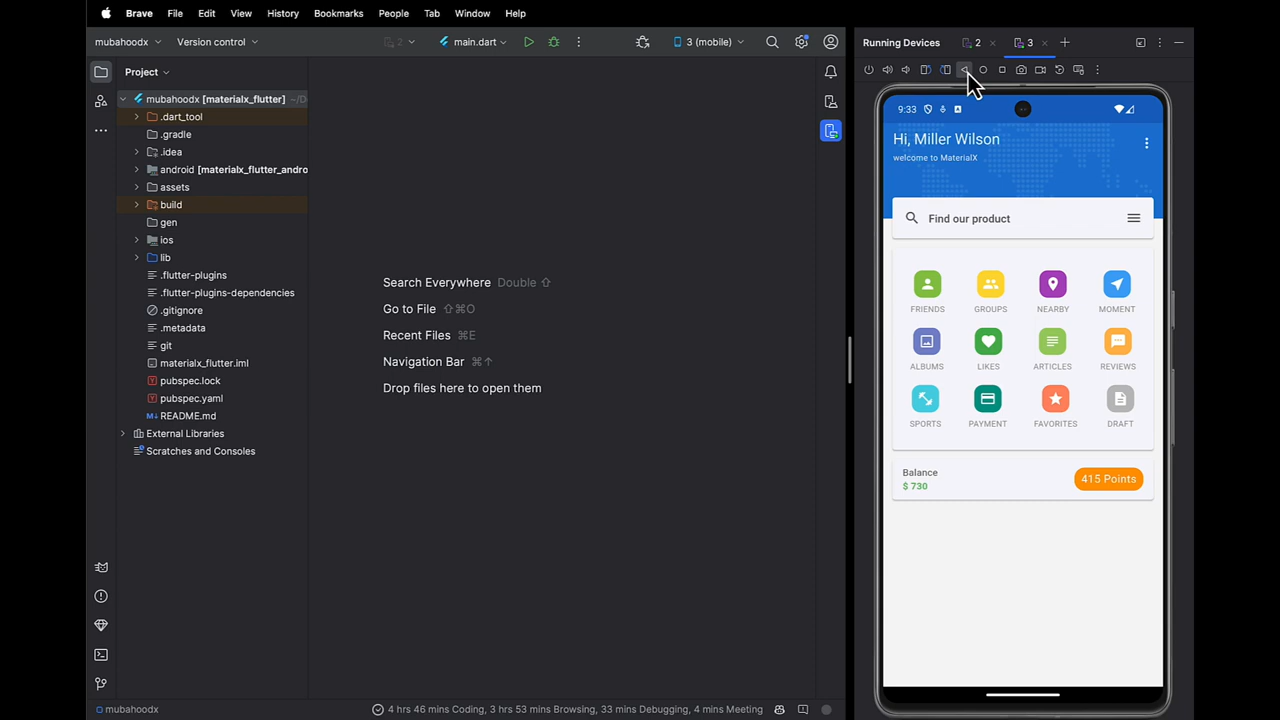 Brave File Edit View History Bookmarks People Tab Window Help
mubahoodx Version control 2 main.dart 3 (mobile)
Running Devices 2 3
Project
mubahoodx [materialx_flutter] ~/D
.dart_tool
.gradle
.idea
android [materialx_flutter_andro
assets
build
gen
ios
lib
.flutter-plugins
.flutter-plugins-dependencies
.gitignore
.metadata
git
materialx_flutter.iml
pubspec.lock
pubspec.yaml
README.md
External Libraries
Scratches and Consoles
Search Everywhere Double ⇧
Go to File ⇧⌘O
Recent Files ⌘E
Navigation Bar ⌘↑
Drop files here to open them
9:33
Hi, Miller Wilson
welcome to MaterialX
Find our product
FRIENDS GROUPS NEARBY MOMENT
ALBUMS LIKES ARTICLES REVIEWS
SPORTS PAYMENT FAVORITES DRAFT
Balance
$ 730
415 Points
mubahoodx
4 hrs 46 mins Coding, 3 hrs 53 mins Browsing, 33 mins Debugging, 4 mins Meeting